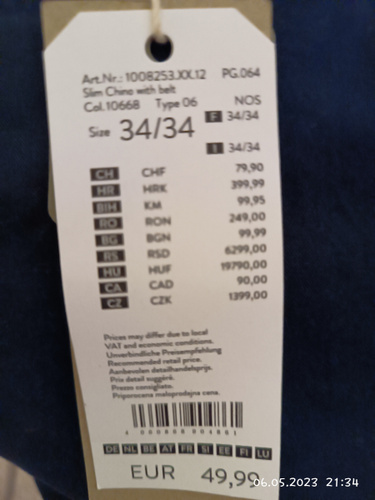 Art.Nr.: 1008253.XX.12 PG.064
Slim Chino with belt
Col.10668 Type 06 NOS
Size 34/34 F 34/34
I 34/34
CH CHF 79,90
HR HRK 399,99
BIH KM 99,95
RO RON 249,00
BG BGN 99,99
RS RSD 6299,00
HU HUF 19790,00
CA CAD 90,00
CZ CZK 1399,00
Prices may differ due to local
VAT and economic conditions.
Unverbindliche Preisempfehlung
Recommended retail price.
Aanbevolen detailhandelsprijs.
Prix detail suggéré.
Prezzo consigliato.
Priporocena maloprodajna cena.
DE NL BE AT FR SI EE FI LU
EUR 49,99
06.05.2023 21:34